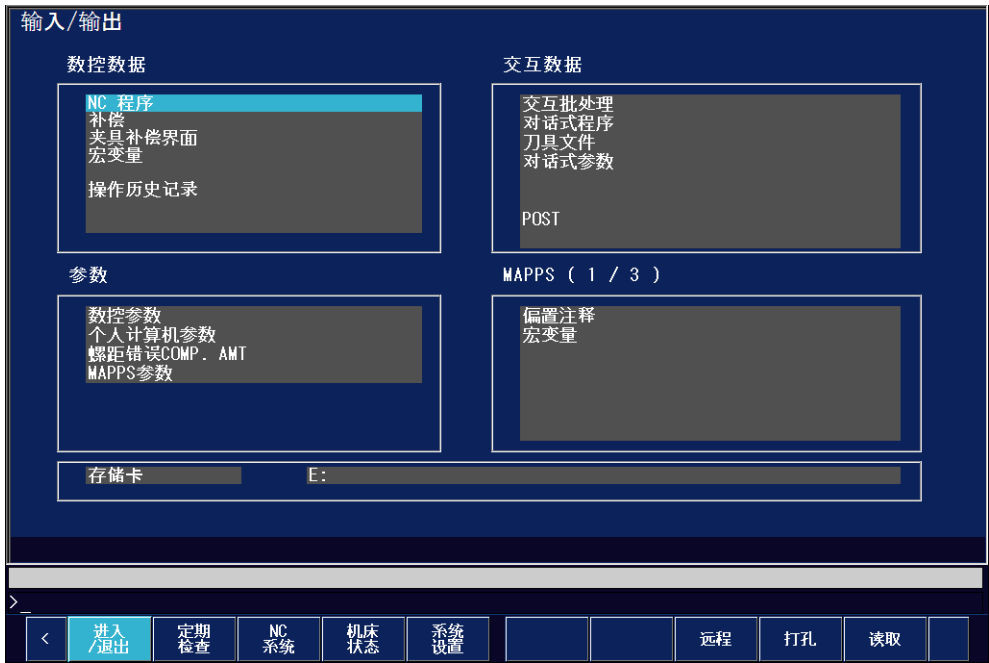 输入/输出
数控数据
NC 程序
补偿
夹具补偿界面
宏变量
操作历史记录
交互数据
交互批处理
对话式程序
刀具文件
对话式参数
POST
参数
数控参数
个人计算机参数
螺距错误COMP. AMT
MAPPS参数
MAPPS ( 1 / 3 )
偏置注释
宏变量
存储卡 E:
>_
< 进入/退出 定期检查 NC系统 机床状态 系统设置 远程 打孔 读取